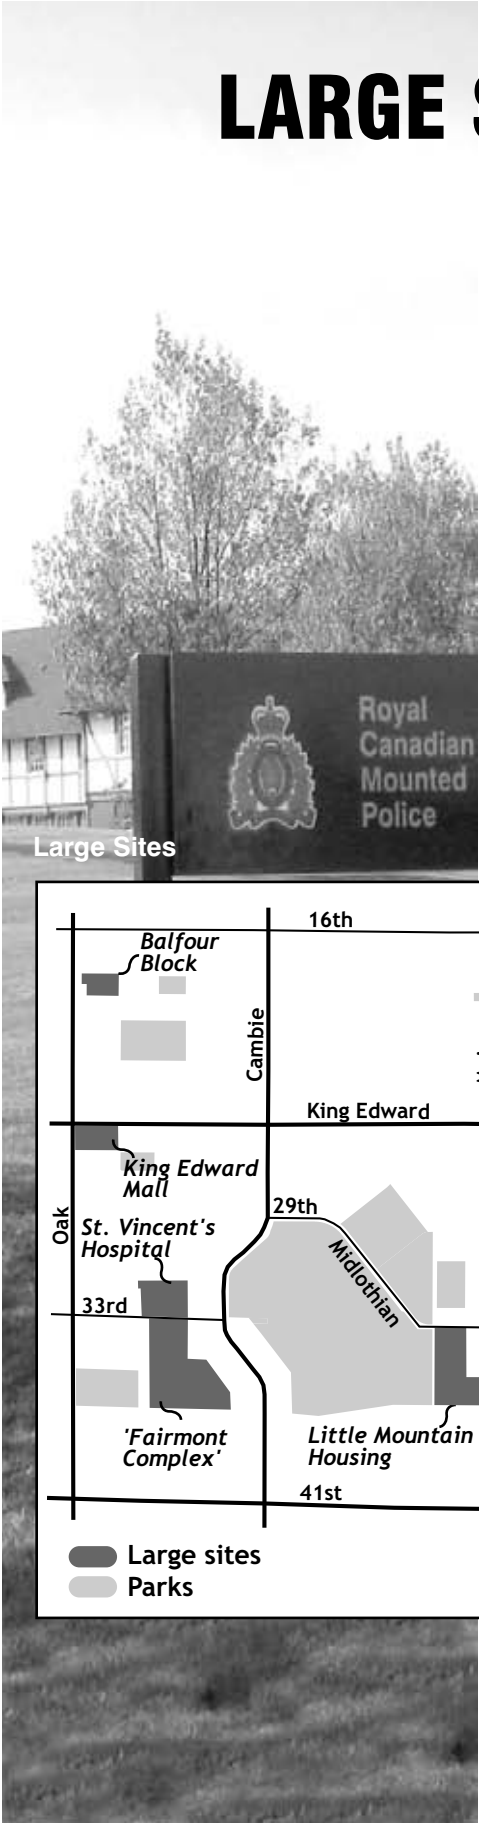 LARGE
Royal
Canadian
Mounted
Police
Large Sites
16th
Balfour
Block
Cambie
King Edward
King Edward
Mall
Oak
St. Vincent's
Hospital
29th
Midlothian
33rd
'Fairmont
Complex'
Little Mountain
Housing
41st
Large sites
Parks